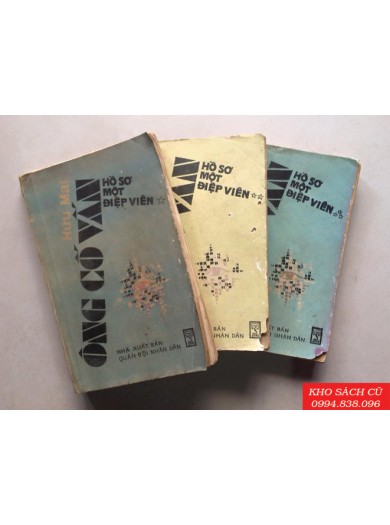 Hữu Mai
ÔNG CỐ VẤN
HỒ SƠ
MỘT
ĐIỆP VIÊN
NHÀ XUẤT BẢN
QUÂN ĐỘI NHÂN DÂN
ẤN
HỒ SƠ
MỘT
ĐIỆP VIÊN
BẢN
NHÂN DÂN
HỒ SƠ
MỘT
ĐIỆP VIÊN
ẤT BẢN
NHÂN DÂN
KHO SÁCH CŨ
0994.838.096